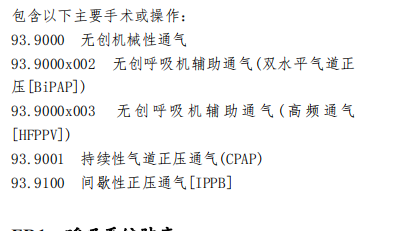 包含以下主要手术或操作:
93.9000 无创机械性通气
93.9000x002 无创呼吸机辅助通气(双水平气道正
压[BiPAP])
93.9000x003 无创呼吸机辅助通气(高频通气
[HFPPV])
93.9001 持续性气道正压通气(CPAP)
93.9100 间歇性正压通气[IPPB]